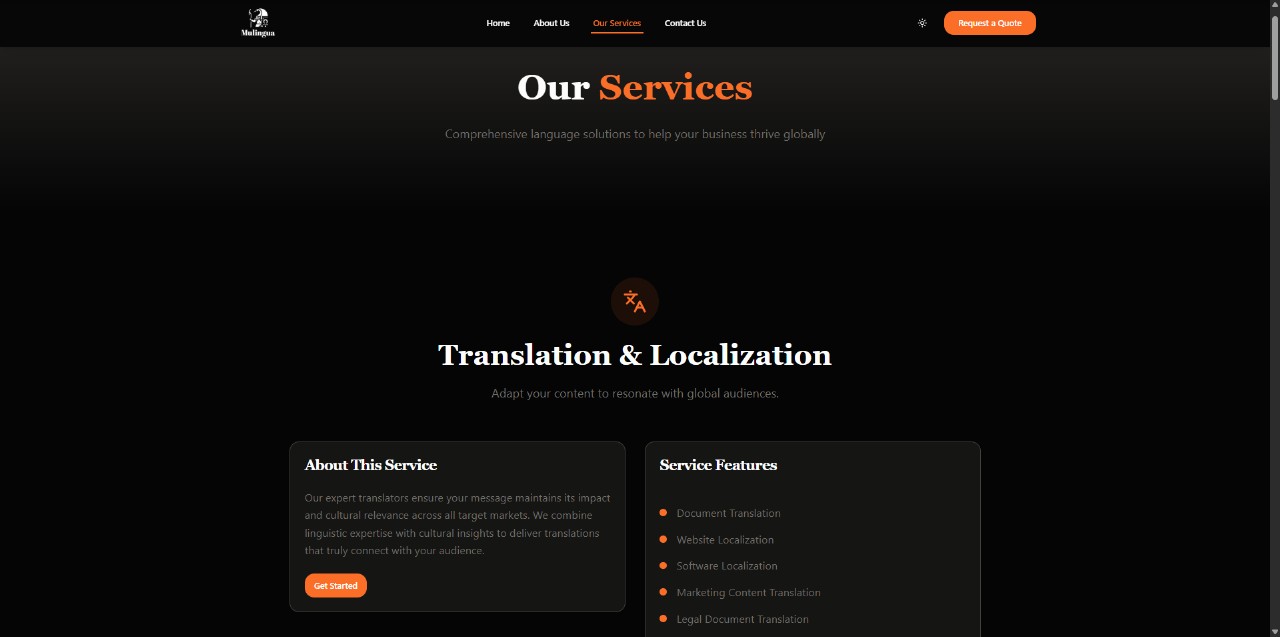 Mulingua
Home
About Us
Our Services
Contact Us
Request a Quote
Our Services
Comprehensive language solutions to help your business thrive globally
Translation & Localization
Adapt your content to resonate with global audiences.
About This Service
Our expert translators ensure your message maintains its impact
and cultural relevance across all target markets. We combine
linguistic expertise with cultural insights to deliver translations
that truly connect with your audience.
Get Started
Service Features
Document Translation
Website Localization
Software Localization
Marketing Content Translation
Legal Document Translation